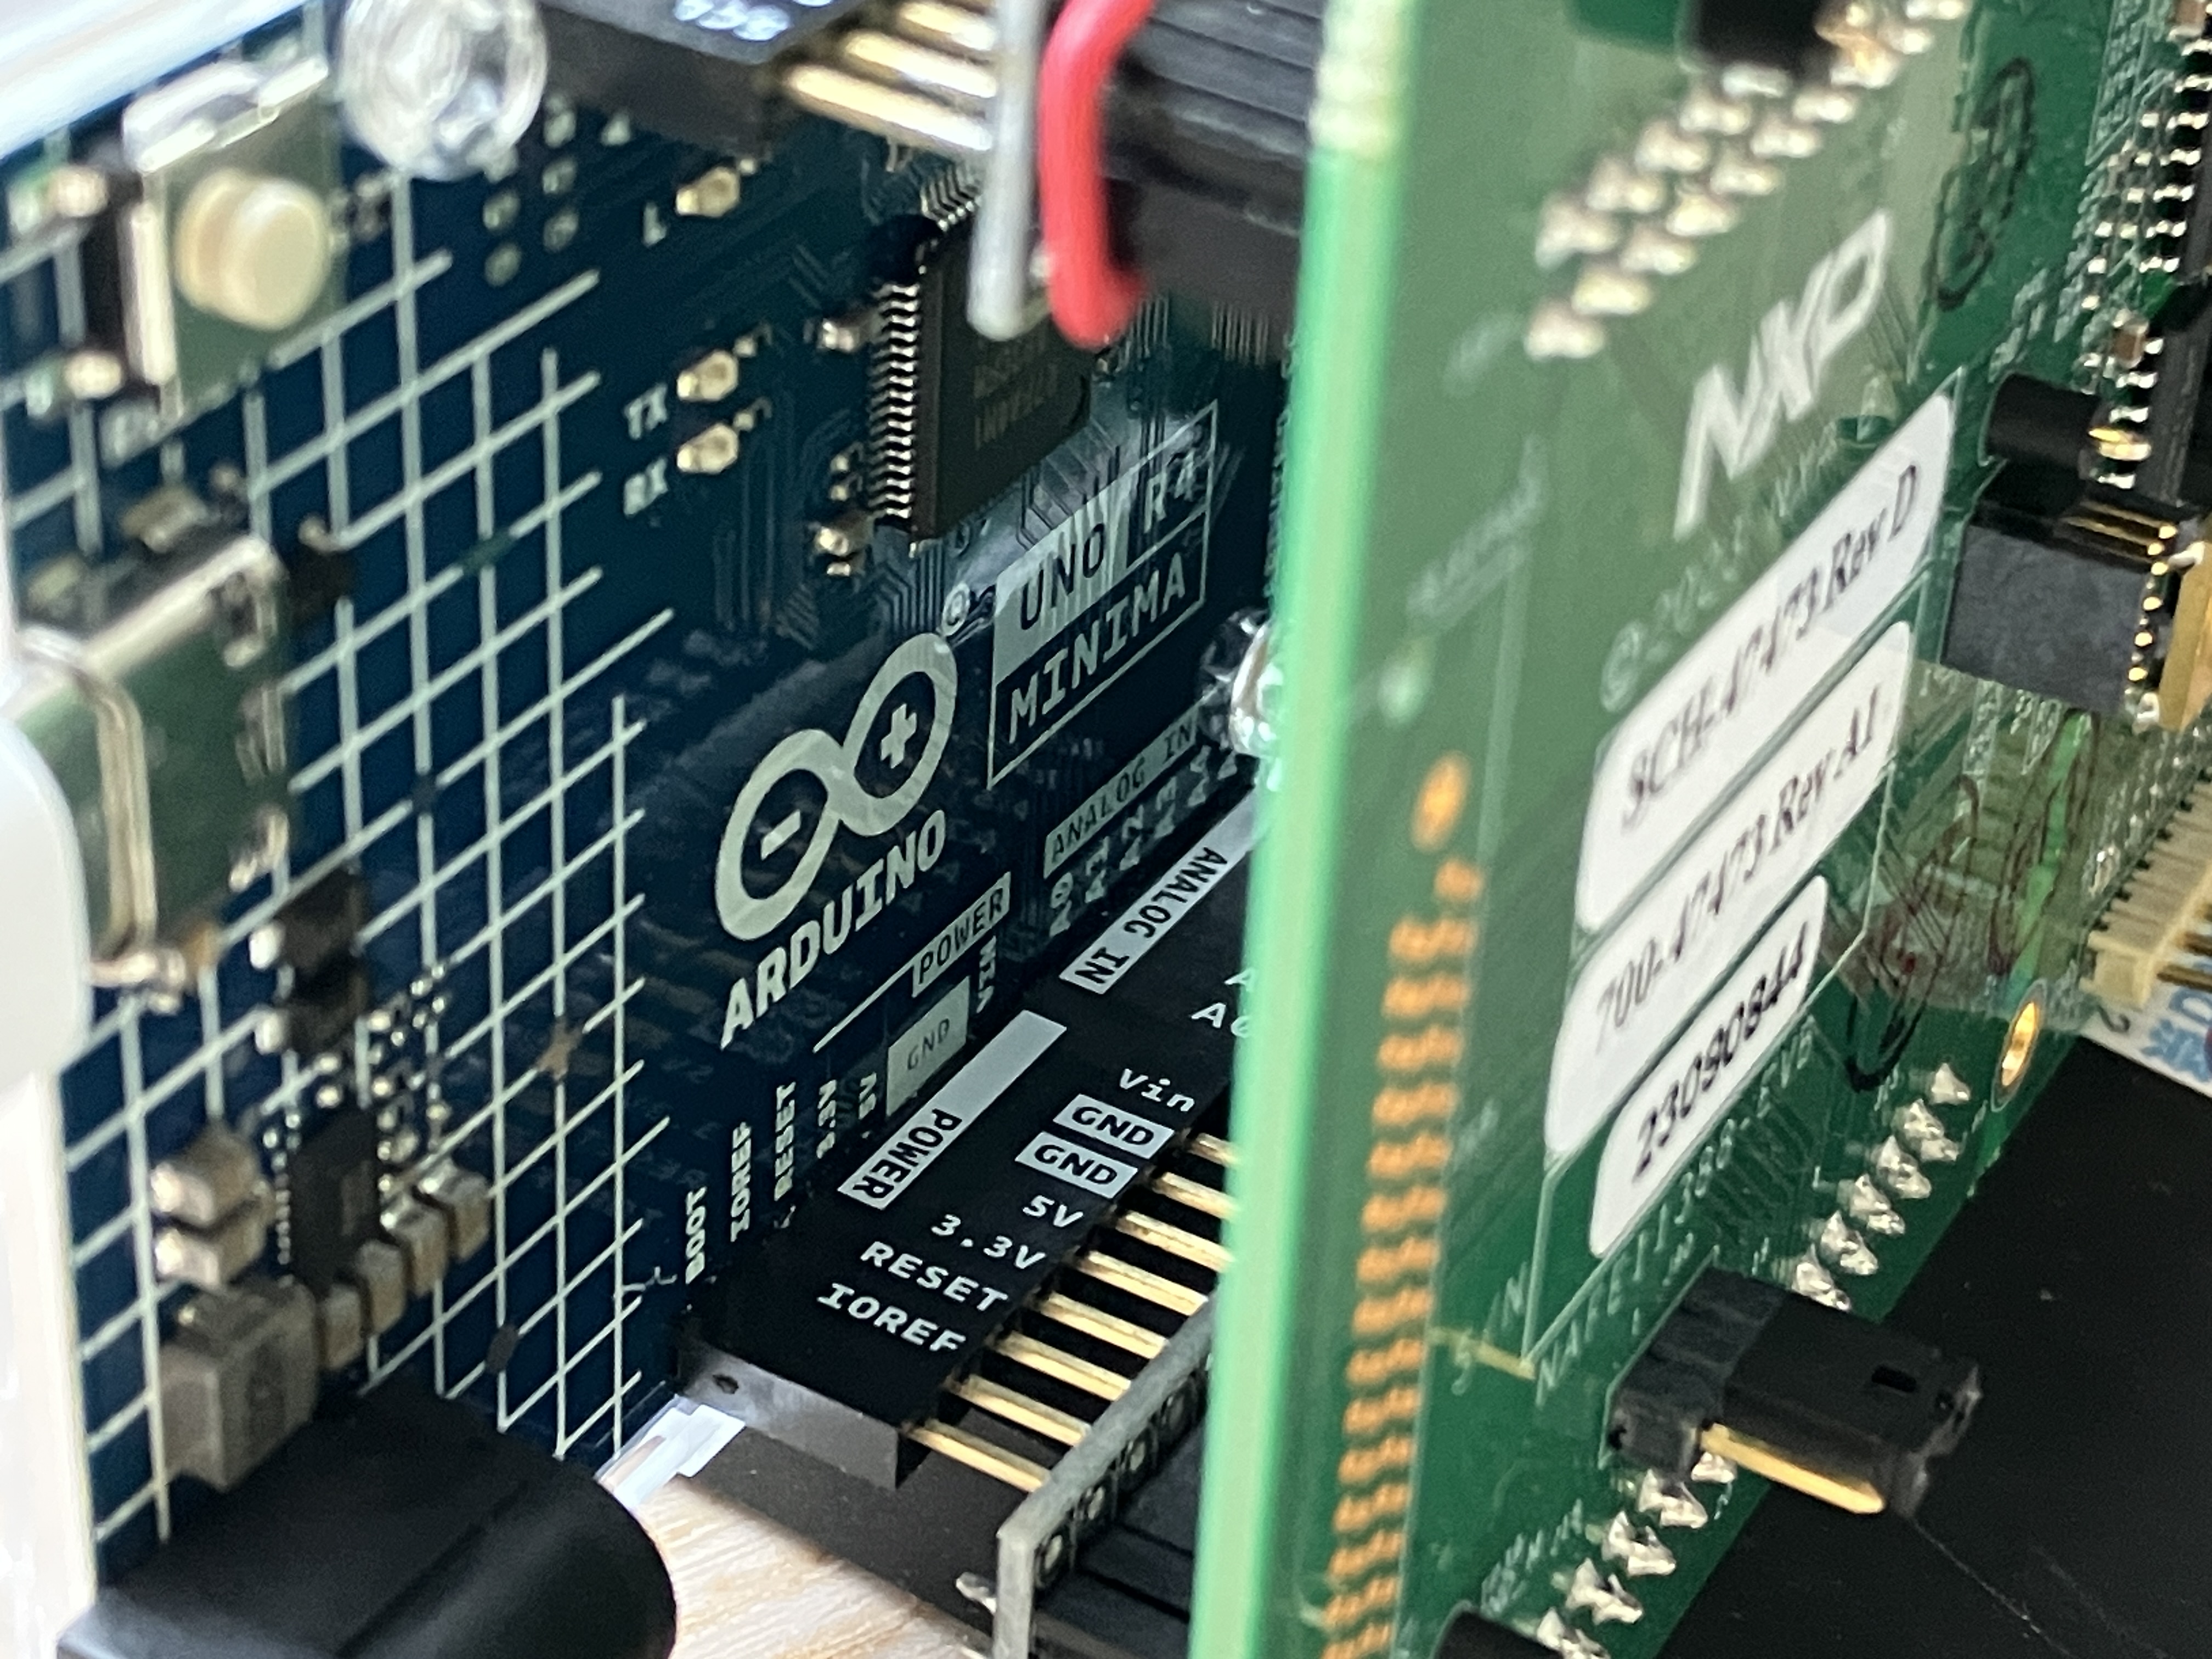 L
TX
RX
UNO R4
MINIMA
ARDUINO
ANALOG IN
A0
POWER
VIN
GND
5V
3.3V
RESET
IOREF
BOOT
ANALOG IN
POWER
Vin
GND
GND
5V
3.3V
RESET
IOREF
NXP
SCH-47473 Rev D
700-47473 Rev A1
23090844